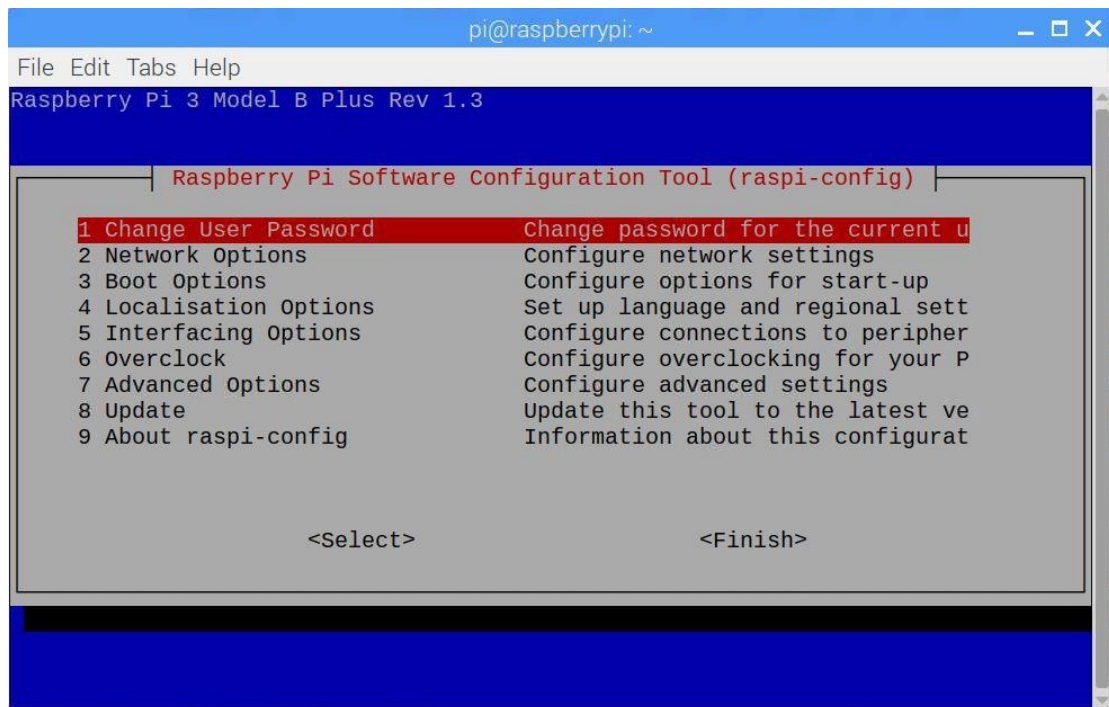 pi@raspberrypi: ~
File Edit Tabs Help
Raspberry Pi 3 Model B Plus Rev 1.3
Raspberry Pi Software Configuration Tool (raspi-config)
1 Change User Password Change password for the current u
2 Network Options Configure network settings
3 Boot Options Configure options for start-up
4 Localisation Options Set up language and regional sett
5 Interfacing Options Configure connections to peripher
6 Overclock Configure overclocking for your P
7 Advanced Options Configure advanced settings
8 Update Update this tool to the latest ve
9 About raspi-config Information about this configurat
<Select> <Finish>